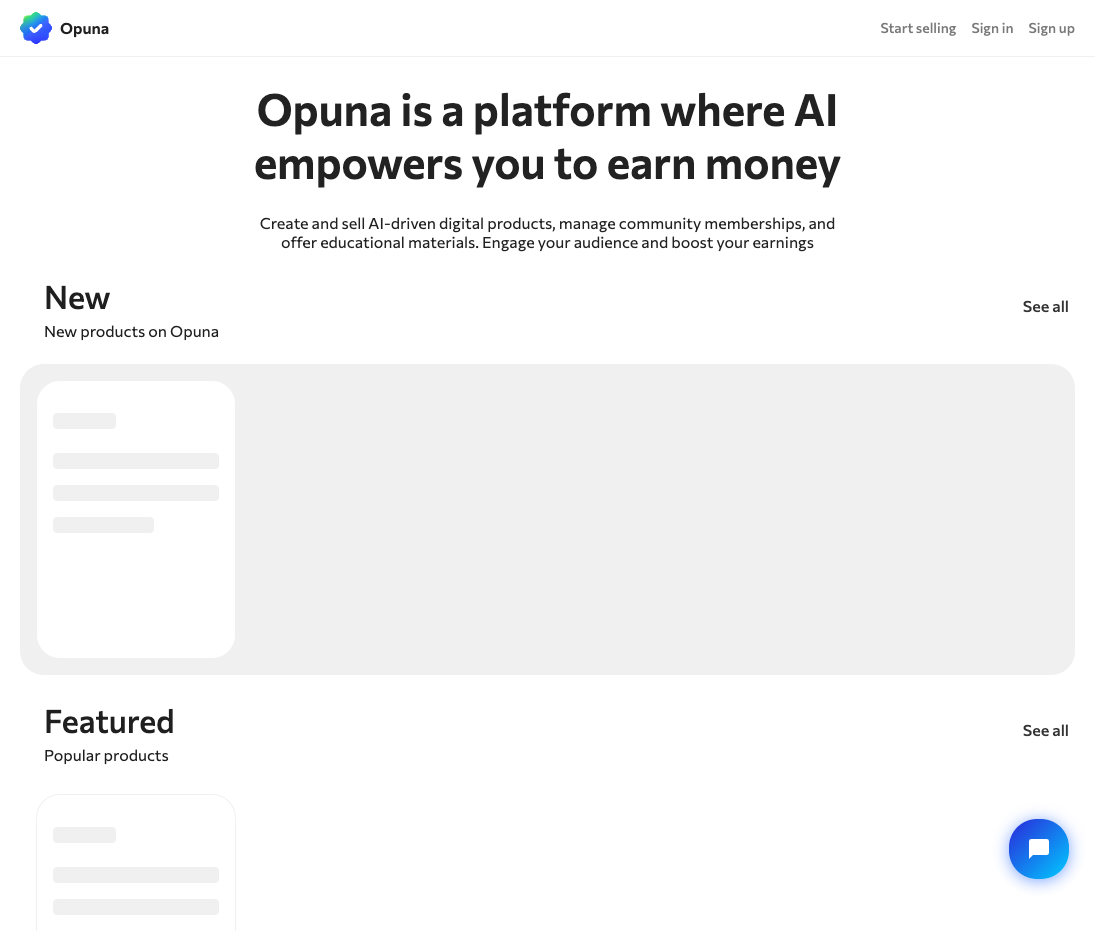 Opuna
Start selling
Sign in
Sign up
Opuna is a platform where AI
empowers you to earn money
Create and sell AI-driven digital products, manage community memberships, and
offer educational materials. Engage your audience and boost your earnings
New
See all
New products on Opuna
Featured
See all
Popular products